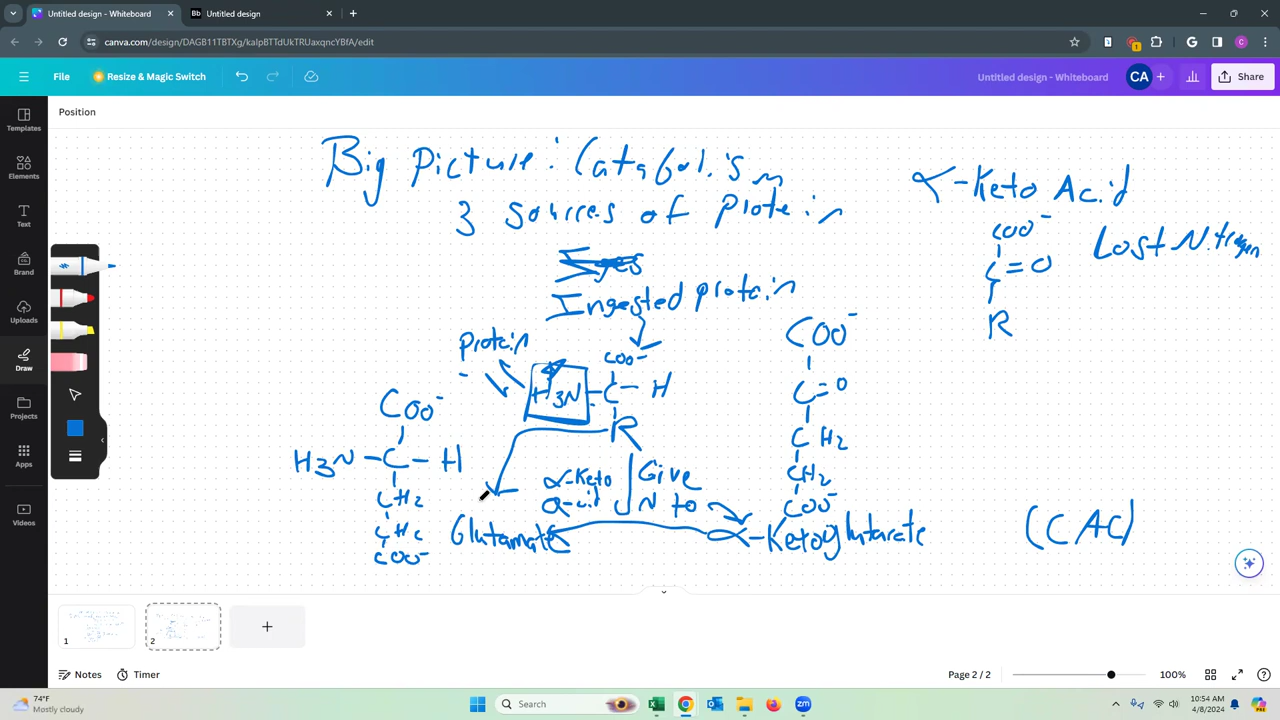 Untitled design - Whiteboard
Bb Untitled design
canva.com/design/DAGB11TBTXg/kaIpBTTdUkTRUaxqncYBfA/edit
File
Resize & Magic Switch
Untitled design - Whiteboard
CA
Share
Position
Templates
Elements
Text
Brand
Uploads
Draw
Projects
Apps
Videos
Big Picture: Catabolism
3 Sources of Protein
Ingested protein
Protein
COO-
H3N-C-H
R
COO-
H3N-C-H
CH2
CH2
COO-
Glutamate
α-Keto
acid
Give
N to
α-Ketoglutarate
COO-
C=O
CH2
CH2
COO-
α-Keto Acid
COO-
C=O
R
Lost Nitrogen
(CAC)
1
2
Notes
Timer
Page 2 / 2
100%
74°F
Mostly cloudy
Search
10:54 AM
4/8/2024